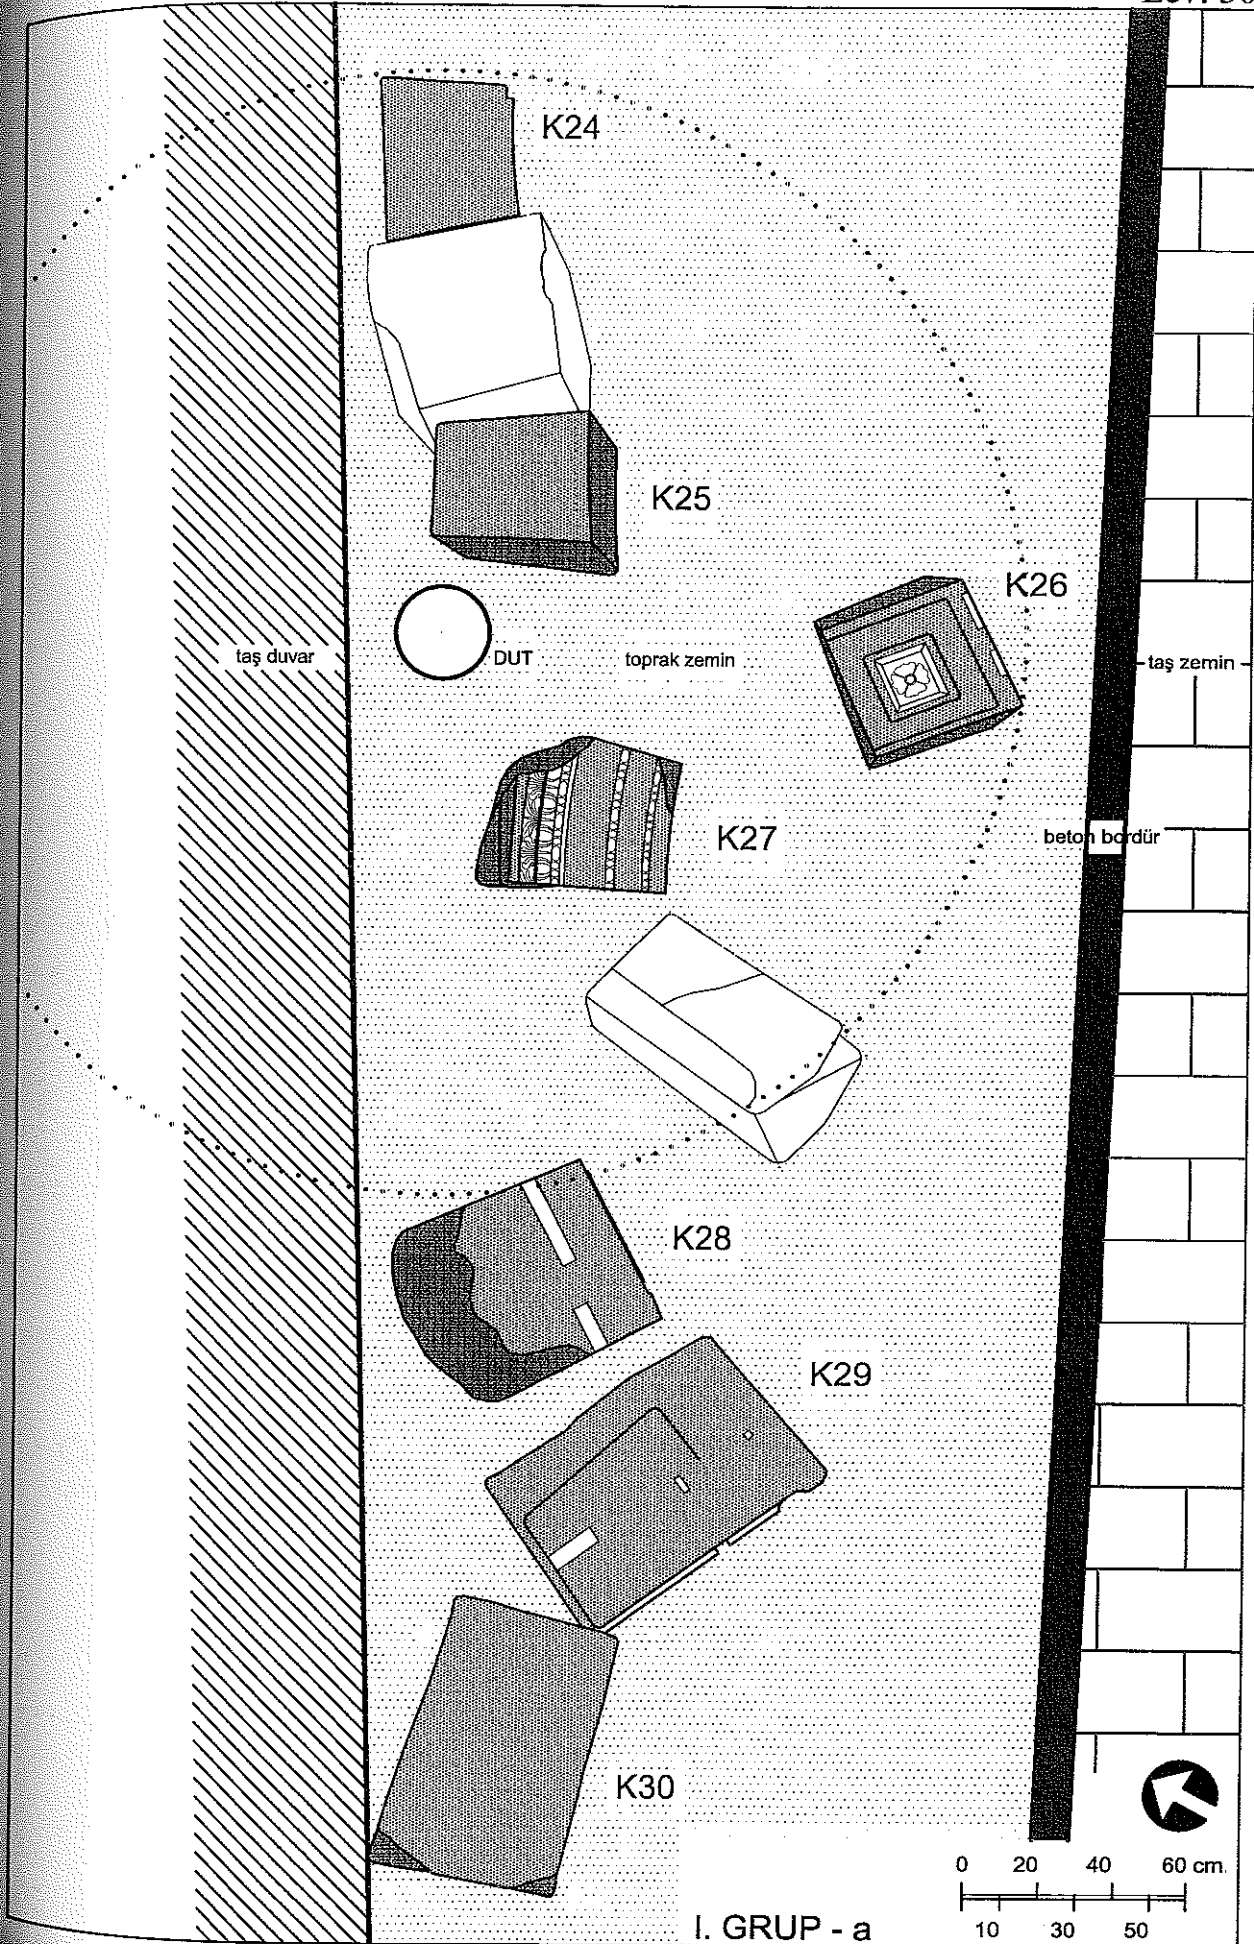 K24
K25
K26
taş duvar
DUT
toprak zemin
taş zemin
K27
beton bordür
K28
K29
K30
0 20 40 60 cm.
10 30 50
I. GRUP - a